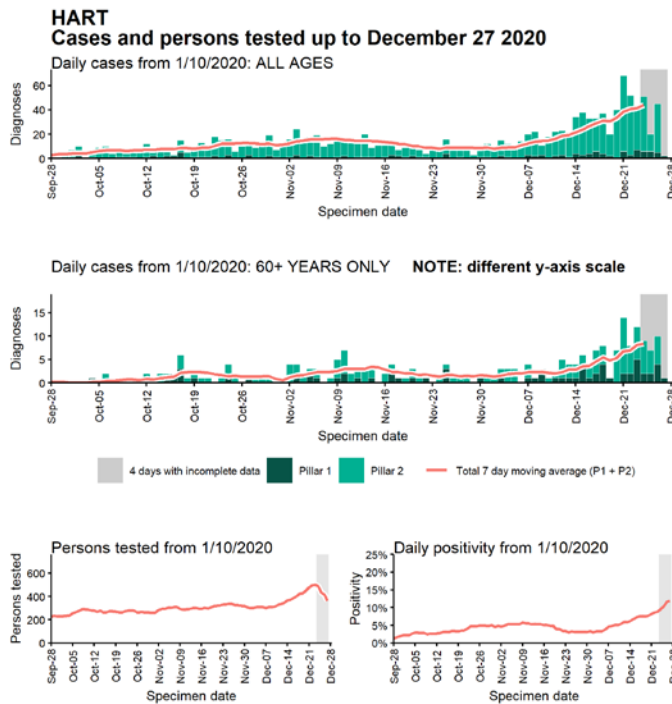 HART
Cases and persons tested up to December 27 2020
Daily cases from 1/10/2020: ALL AGES
Diagnoses
60
40
20
0
Sep-28 Oct-05 Oct-12 Oct-19 Oct-26 Nov-02 Nov-09 Nov-16 Nov-23 Nov-30 Dec-07 Dec-14 Dec-21 Dec-28
Specimen date
Daily cases from 1/10/2020: 60+ YEARS ONLY NOTE: different y-axis scale
Diagnoses
15
10
5
0
Sep-28 Oct-05 Oct-12 Oct-19 Oct-26 Nov-02 Nov-09 Nov-16 Nov-23 Nov-30 Dec-07 Dec-14 Dec-21 Dec-28
Specimen date
4 days with incomplete data Pillar 1 Pillar 2 Total 7 day moving average (P1 + P2)
Persons tested from 1/10/2020
Persons tested
600
400
200
0
Sep-28 Oct-05 Oct-12 Oct-19 Oct-26 Nov-02 Nov-09 Nov-16 Nov-23 Nov-30 Dec-07 Dec-14 Dec-21 Dec-28
Specimen date
Daily positivity from 1/10/2020
Positivity
25%
20%
15%
10%
5%
0%
Sep-28 Oct-05 Oct-12 Oct-19 Oct-26 Nov-02 Nov-09 Nov-16 Nov-23 Nov-30 Dec-07 Dec-14 Dec-21 Dec-28
Specimen date